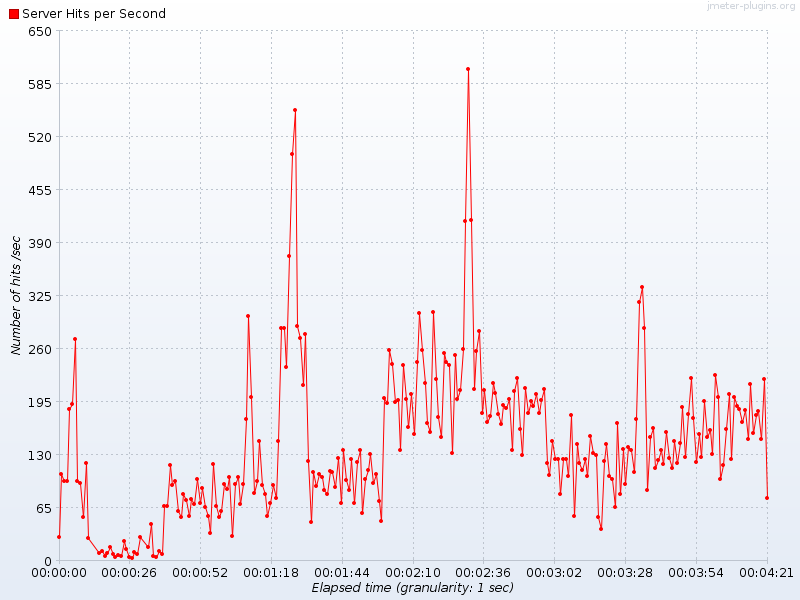 jmeter-plugins.org
Server Hits per Second
650
585
520
455
390
325
260
195
130
65
0
Number of hits /sec
00:00:00 00:00:26 00:00:52 00:01:18 00:01:44 00:02:10 00:02:36 00:03:02 00:03:28 00:03:54 00:04:21
Elapsed time (granularity: 1 sec)